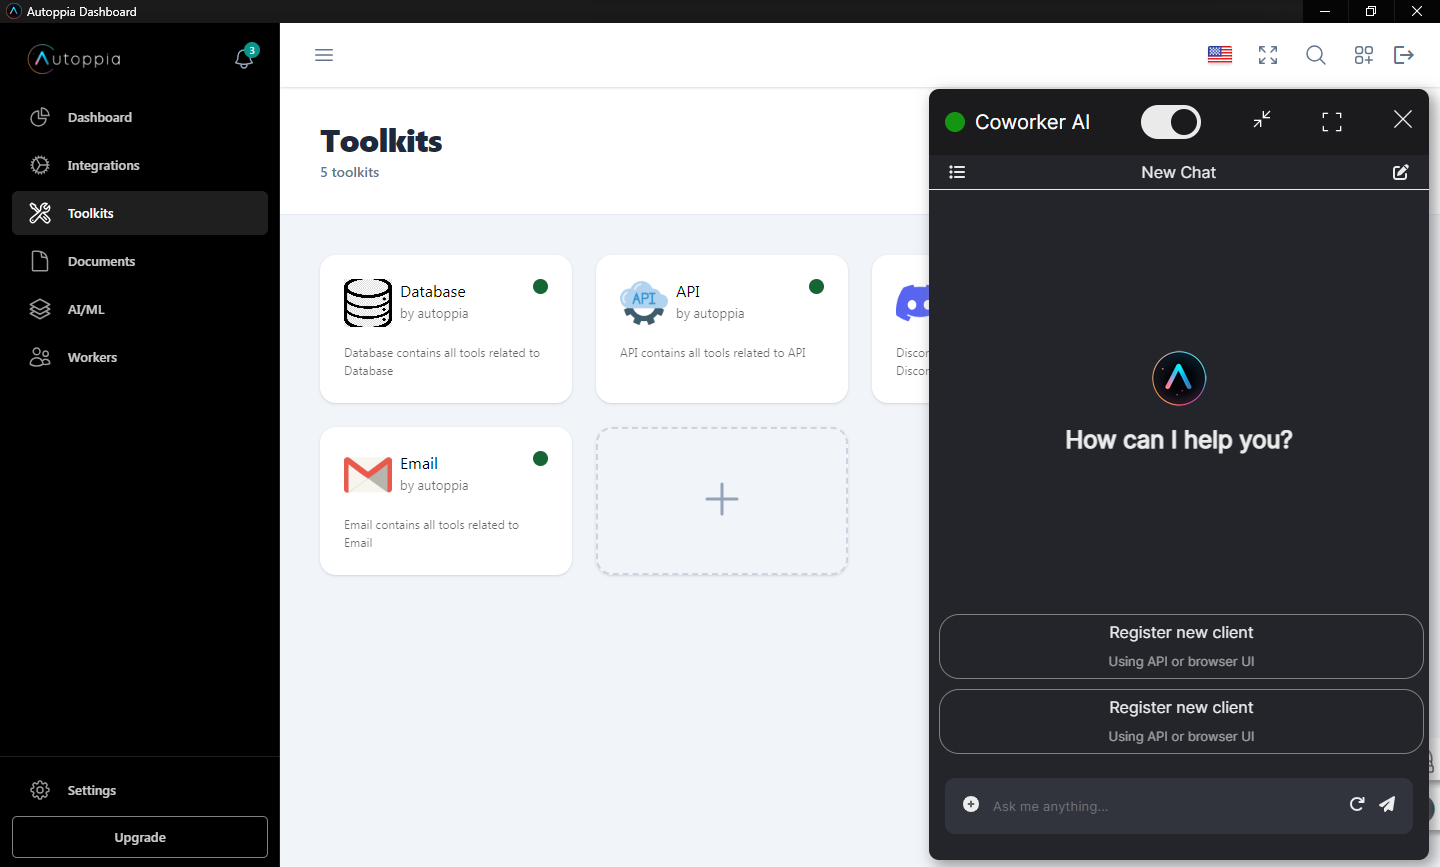 Autoppia Dashboard
Autoppia
3
Dashboard
Integrations
Toolkits
Documents
AI/ML
Workers
Settings
Upgrade
Toolkits
5 toolkits
Database
by autoppia
Database contains all tools related to
Database
API
by autoppia
API contains all tools related to API
Discor
Discor
Email
by autoppia
Email contains all tools related to
Email
Coworker AI
New Chat
How can I help you?
Register new client
Using API or browser UI
Register new client
Using API or browser UI
Ask me anything...